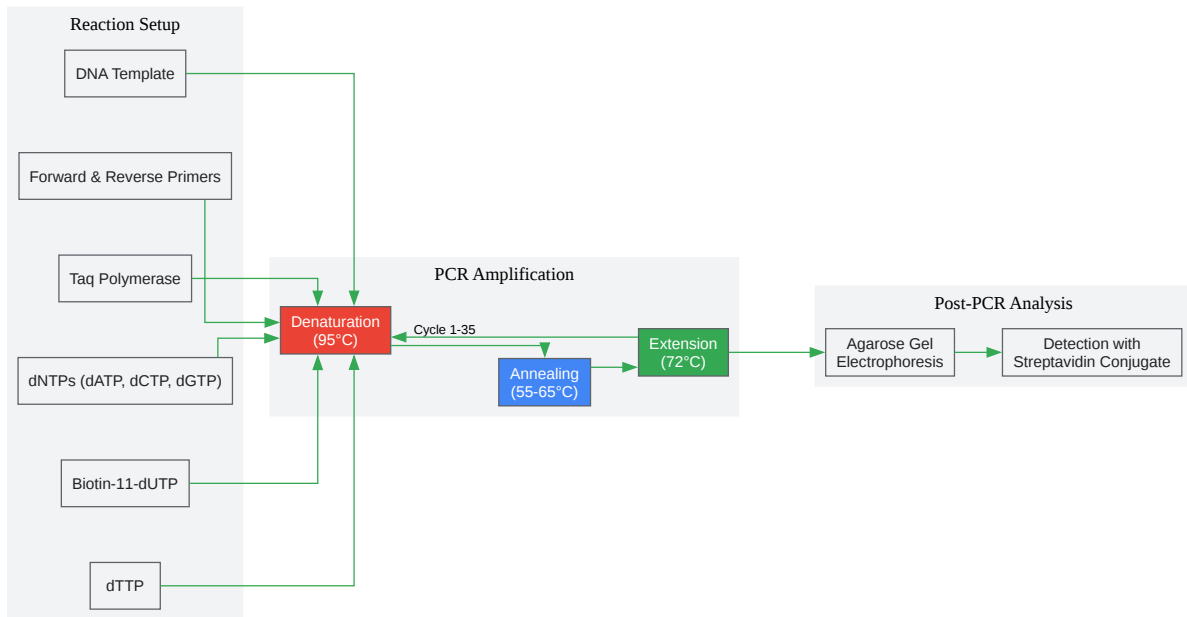 Reaction Setup
DNA Template
Forward & Reverse Primers
Taq Polymerase
dNTPs (dATP, dCTP, dGTP)
Biotin-11-dUTP
dTTP
PCR Amplification
Denaturation
(95°C)
Cycle 1-35
Annealing
(55-65°C)
Extension
(72°C)
Post-PCR Analysis
Agarose Gel
Electrophoresis
Detection with
Streptavidin Conjugate